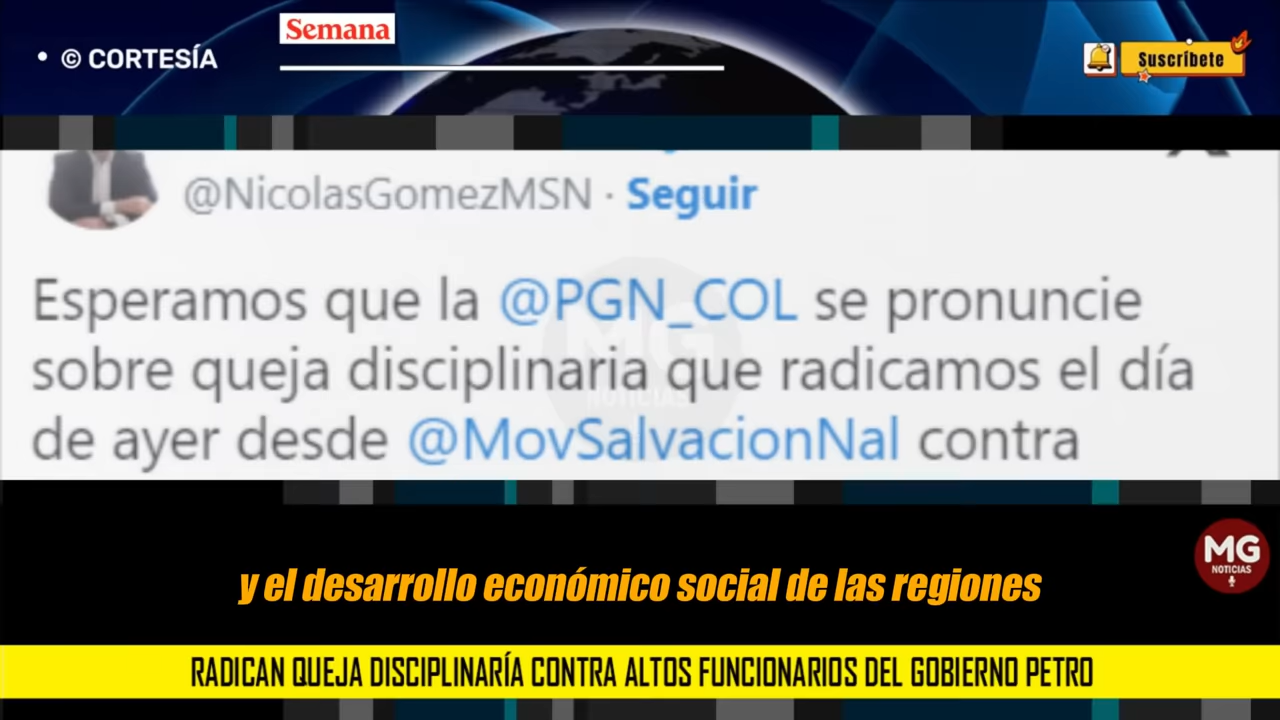 Semana
• © CORTESÍA
Suscríbete
@NicolasGomezMSN · Seguir
Esperamos que la @PGN_COL se pronuncie
sobre queja disciplinaria que radicamos el día
de ayer desde @MovSalvacionNal contra
MG
NOTICIAS
y el desarrollo económico social de las regiones
MG
NOTICIAS
RADICAN QUEJA DISCIPLINARÍA CONTRA ALTOS FUNCIONARIOS DEL GOBIERNO PETRO